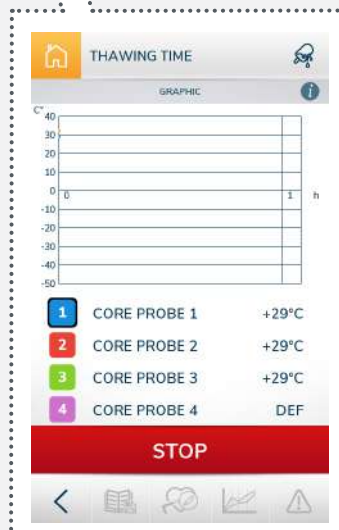 THAWING TIME
GRAPHIC i
C°
40
30
20
10
0 0 1 h
-10
-20
-30
-40
-50
1 CORE PROBE 1 +29°C
2 CORE PROBE 2 +29°C
3 CORE PROBE 3 +29°C
4 CORE PROBE 4 DEF
STOP